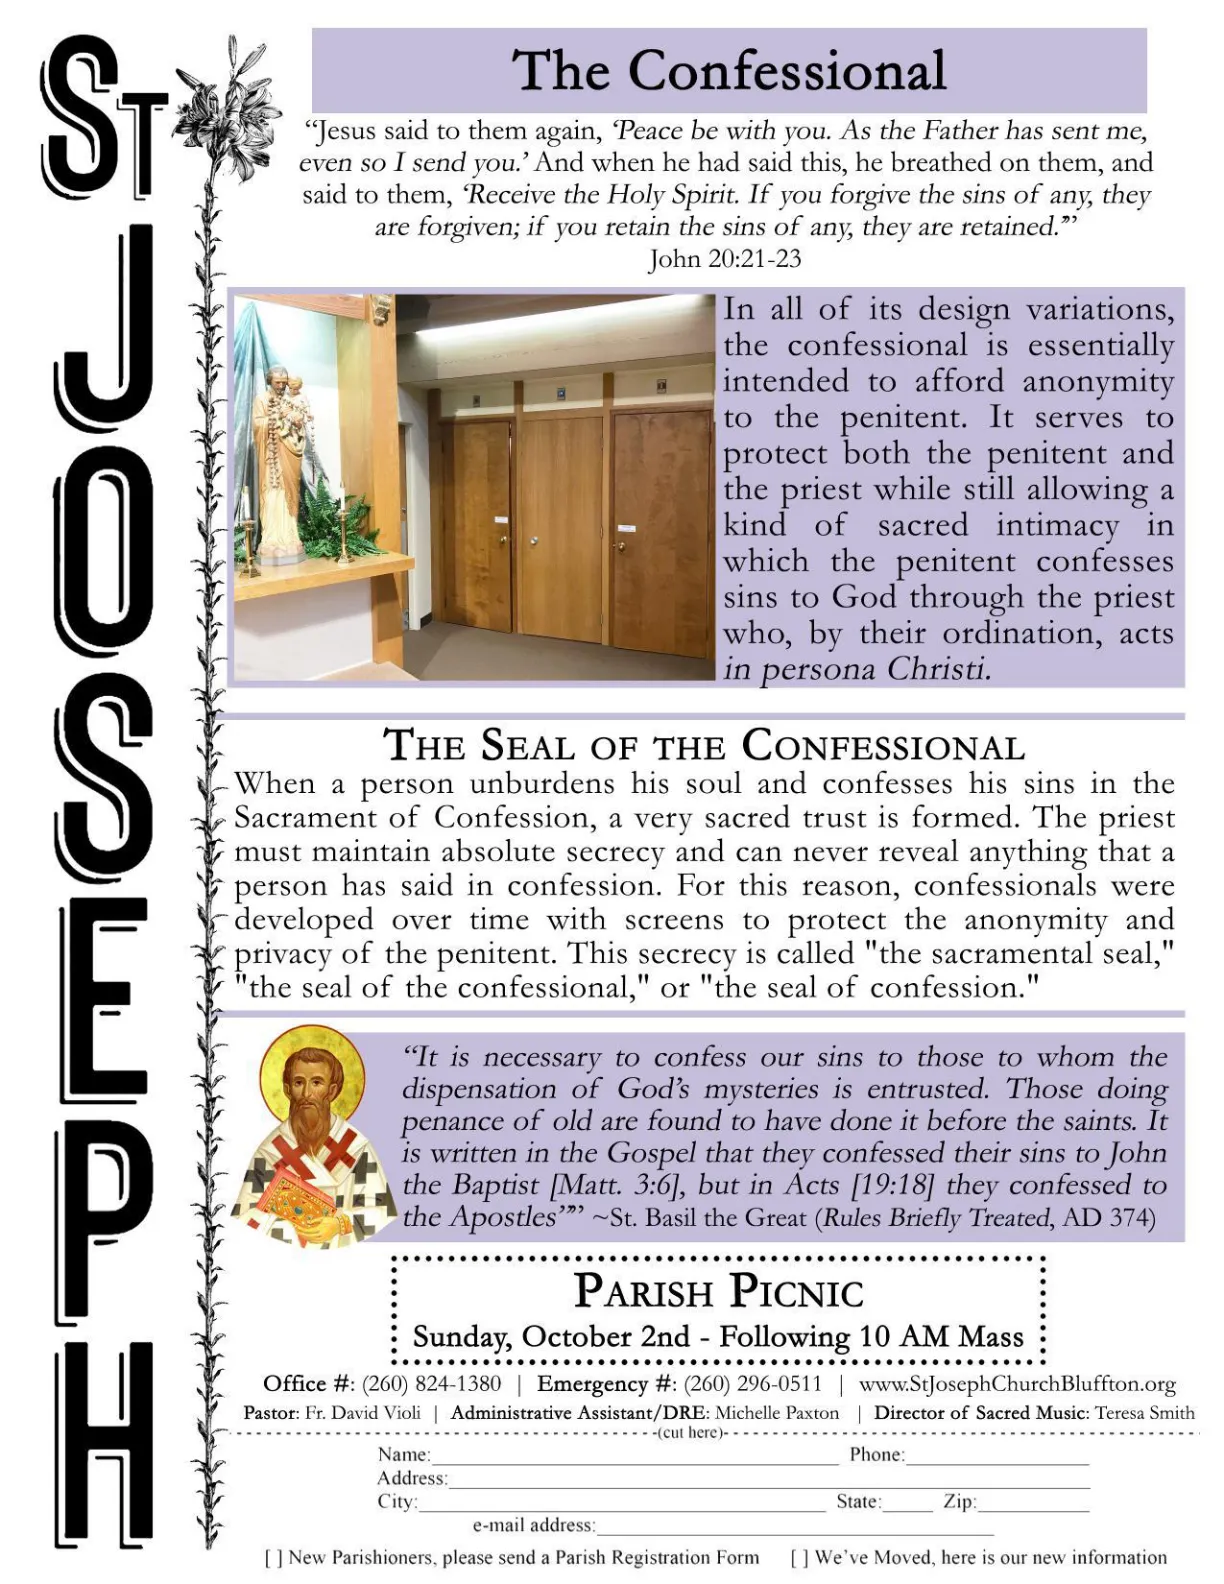 ST JOSEPH
The Confessional
“Jesus said to them again, ‘Peace be with you. As the Father has sent me,
even so I send you.’ And when he had said this, he breathed on them, and
said to them, ‘Receive the Holy Spirit. If you forgive the sins of any, they
are forgiven; if you retain the sins of any, they are retained.’”
John 20:21-23
In all of its design variations,
the confessional is essentially
intended to afford anonymity
to the penitent. It serves to
protect both the penitent and
the priest while still allowing a
kind of sacred intimacy in
which the penitent confesses
sins to God through the priest
who, by their ordination, acts
in persona Christi.
THE SEAL OF THE CONFESSIONAL
When a person unburdens his soul and confesses his sins in the
Sacrament of Confession, a very sacred trust is formed. The priest
must maintain absolute secrecy and can never reveal anything that a
person has said in confession. For this reason, confessionals were
developed over time with screens to protect the anonymity and
privacy of the penitent. This secrecy is called "the sacramental seal,"
"the seal of the confessional," or "the seal of confession."
“It is necessary to confess our sins to those to whom the
dispensation of God’s mysteries is entrusted. Those doing
penance of old are found to have done it before the saints. It
is written in the Gospel that they confessed their sins to John
the Baptist [Matt. 3:6], but in Acts [19:18] they confessed to
the Apostles’”” ~St. Basil the Great (Rules Briefly Treated, AD 374)
PARISH PICNIC
Sunday, October 2nd - Following 10 AM Mass
Office #: (260) 824-1380 | Emergency #: (260) 296-0511 | www.StJosephChurchBluffton.org
Pastor: Fr. David Violi | Administrative Assistant/DRE: Michelle Paxton | Director of Sacred Music: Teresa Smith
(cut here)
Name: Phone:
Address:
City: State: Zip:
e-mail address:
[ ] New Parishioners, please send a Parish Registration Form [ ] We’ve Moved, here is our new information